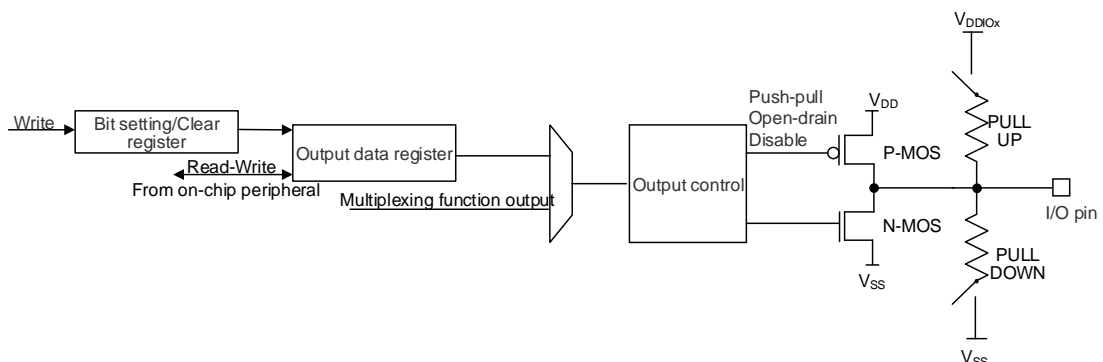 V_DDIOx
Write
Bit setting/Clear
register
Read-Write
From on-chip peripheral
Output data register
Multiplexing function output
Output control
Push-pull
Open-drain
Disable
V_DD
P-MOS
N-MOS
V_SS
PULL
UP
I/O pin
PULL
DOWN
V_SS